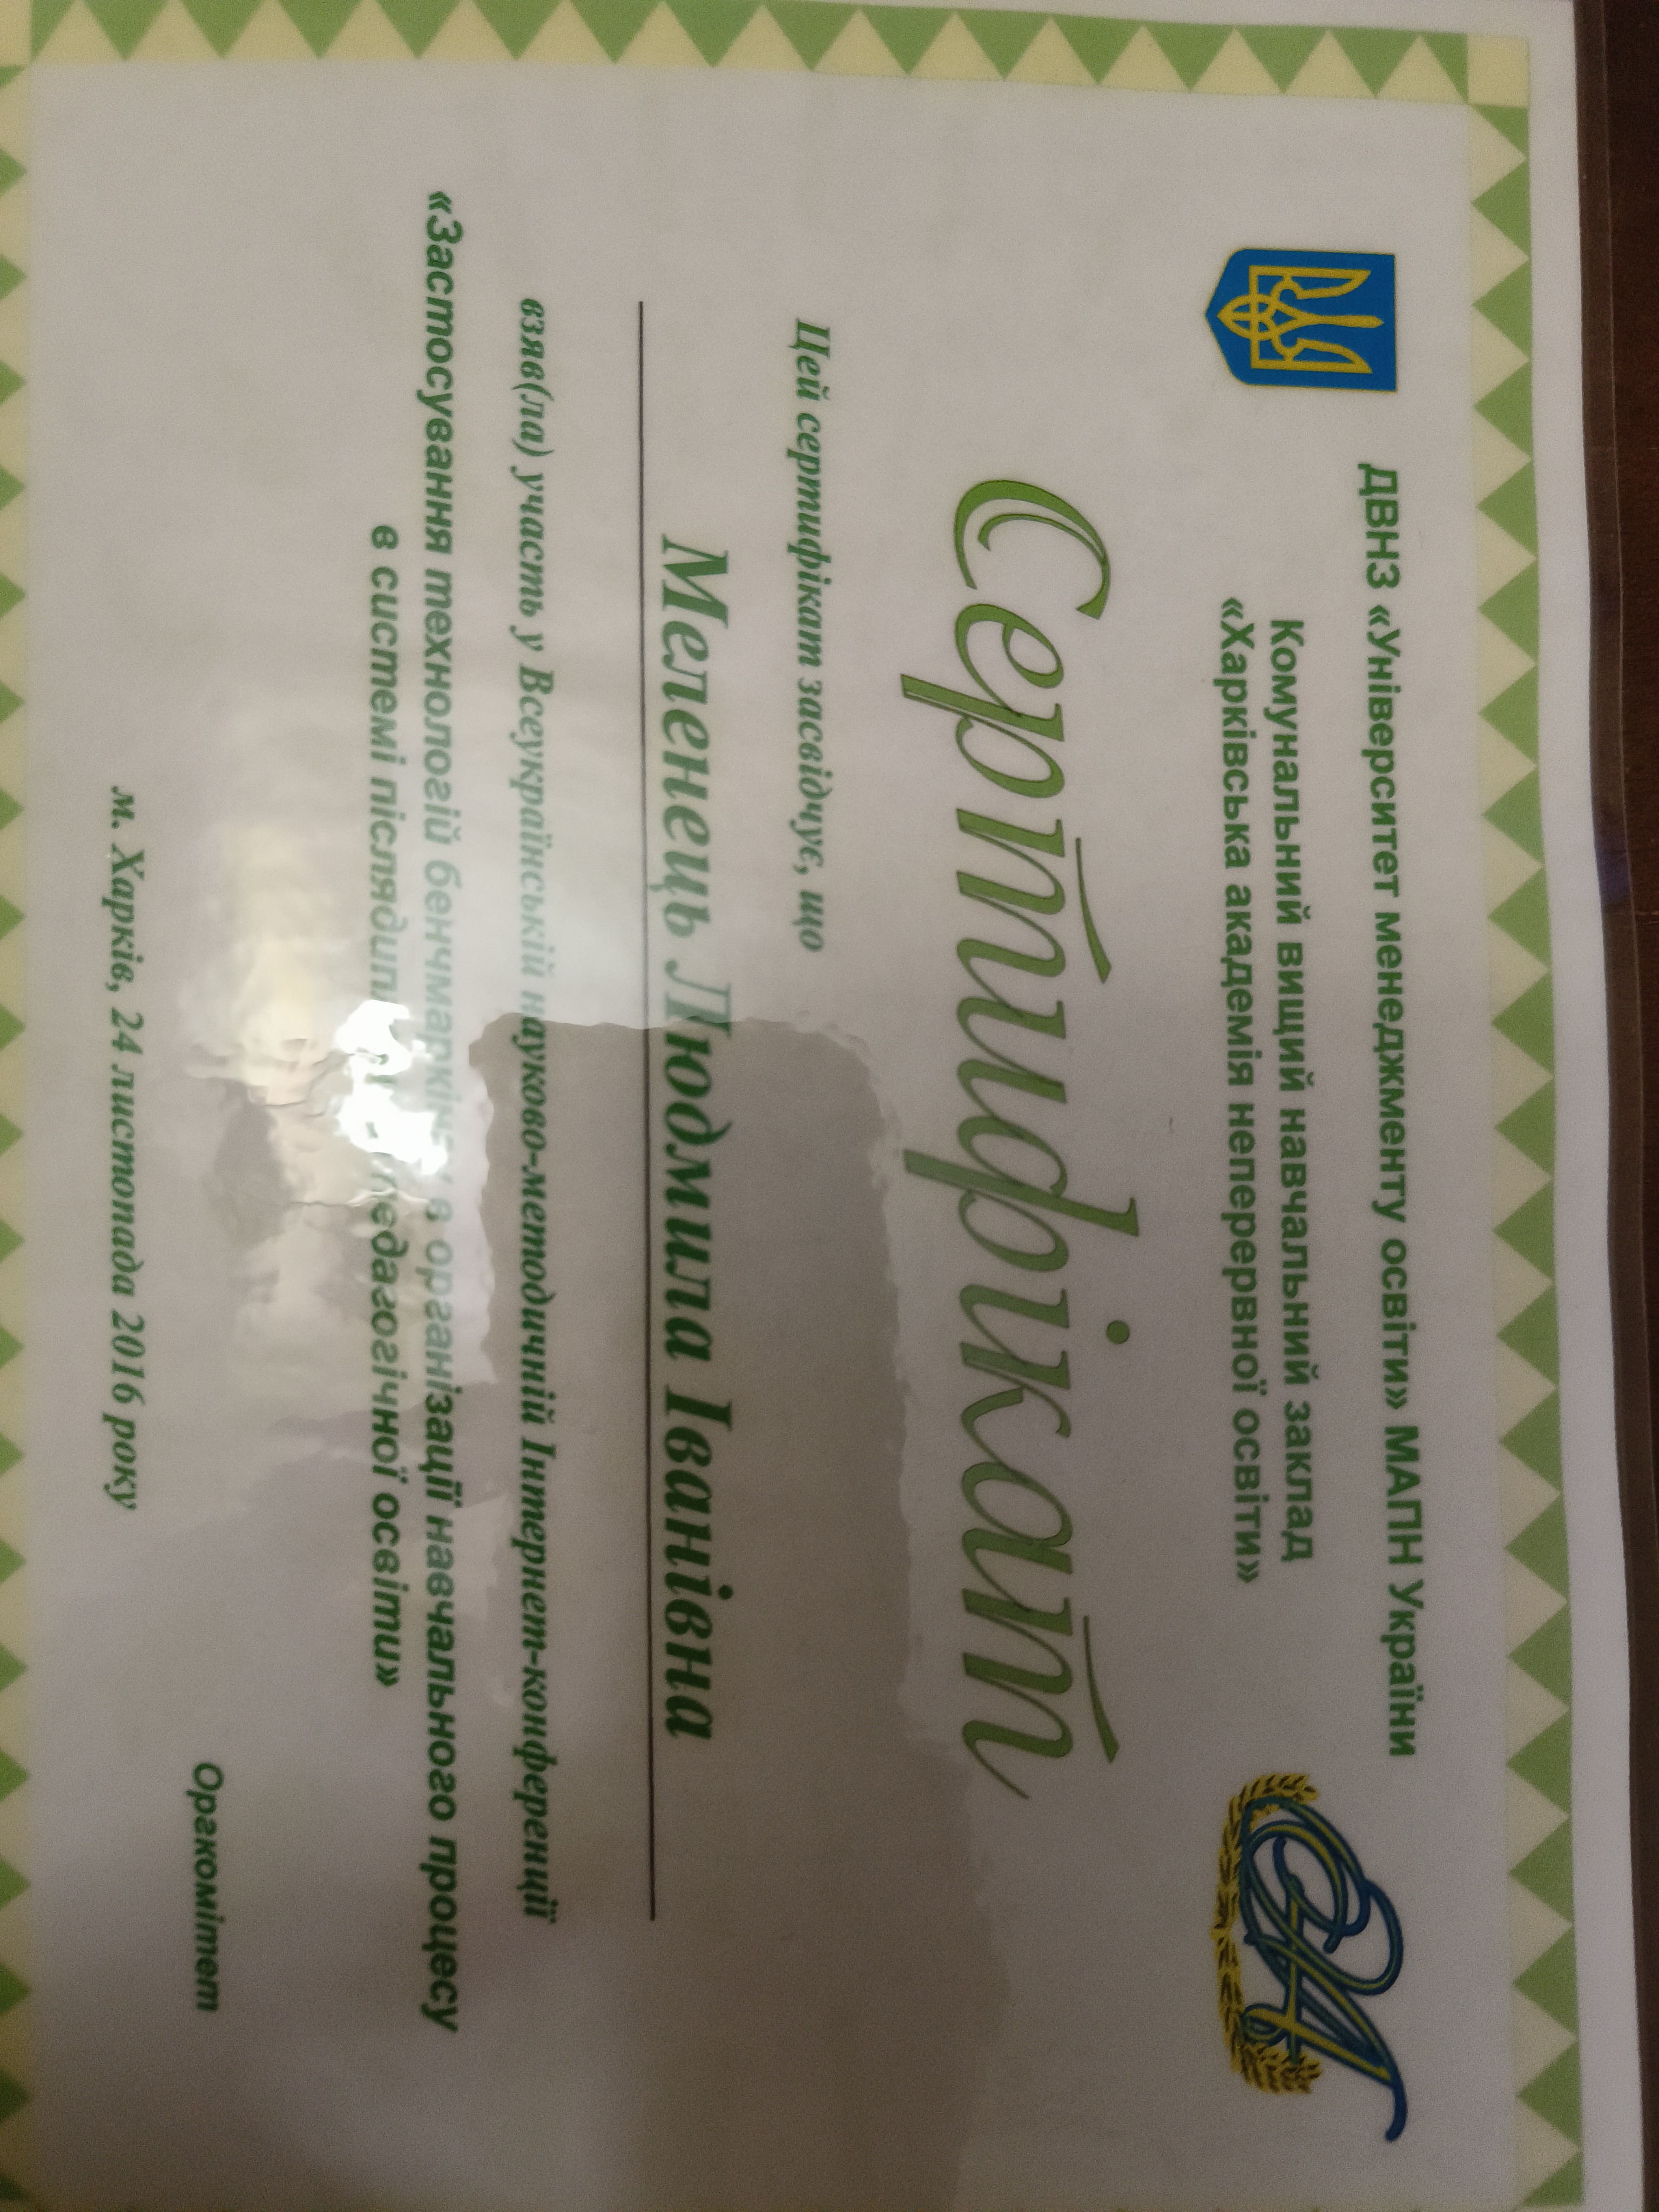 ДВНЗ «Університет менеджменту освіти» МАПН України
Комунальний вищий навчальний заклад
«Харківська академія неперервної освіти»
Сертифікат
Цей сертифікат засвідчує, що
Меленець Людмила Іванівна
взяв(ла) участь у Всеукраїнській науково-методичній Інтернет-конференції
«Застосування технологій бенчмаркінгу в організації навчального процесу
в системі педагогічної освіти»
Оргкомітет
м. Харків, 24 листопада 2016 року